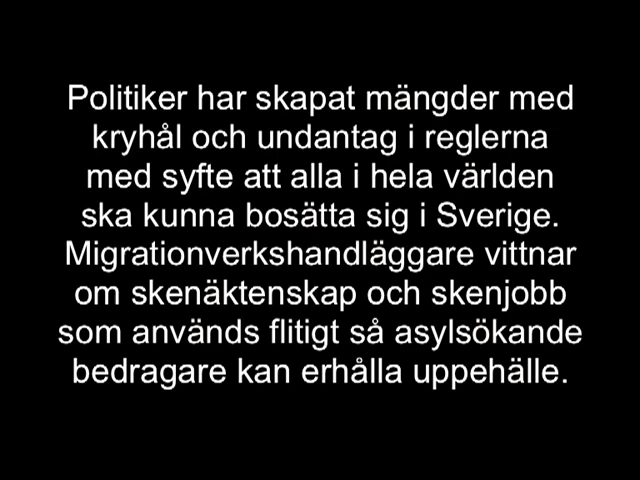 Politiker har skapat mängder med
kryhål och undantag i reglerna
med syfte att alla i hela världen
ska kunna bosätta sig i Sverige.
Migrationverkshandläggare vittnar
om skenäktenskap och skenjobb
som används flitigt så asylsökande
bedragare kan erhålla uppehälle.